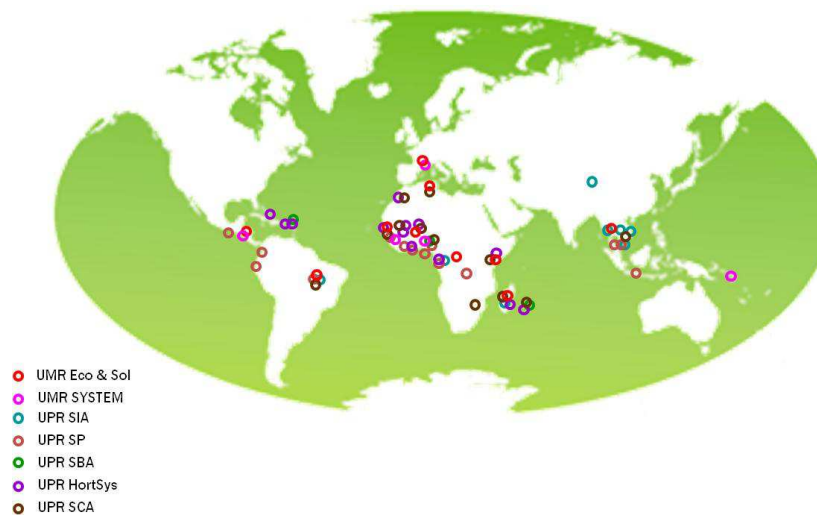 UMR Eco & Sol
UMR SYSTEM
UPR SIA
UPR SP
UPR SBA
UPR HortSys
UPR SCA